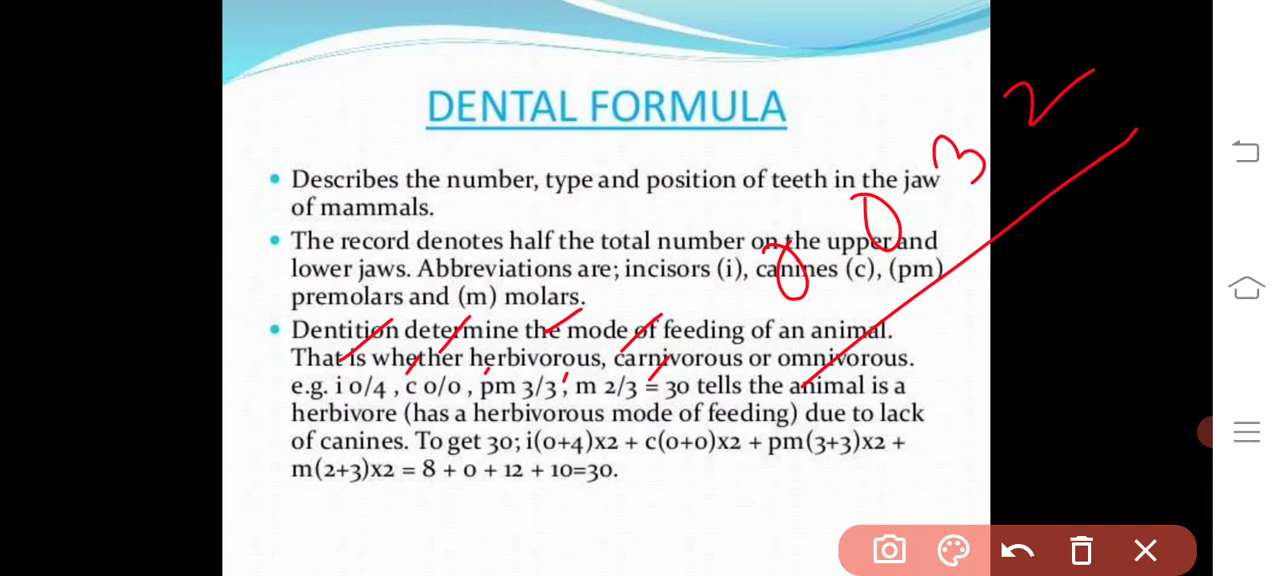 DENTAL FORMULA
• Describes the number, type and position of teeth in the jaw
of mammals.
• The record denotes half the total number on the upper and
lower jaws. Abbreviations are; incisors (i), canines (c), (pm)
premolars and (m) molars.
• Dentition determine the mode of feeding of an animal.
That is whether herbivorous, carnivorous or omnivorous.
e.g. i 0/4 , c 0/0 , pm 3/3 , m 2/3 = 30 tells the animal is a
herbivore (has a herbivorous mode of feeding) due to lack
of canines. To get 30; i(0+4)x2 + c(0+0)x2 + pm(3+3)x2 +
m(2+3)x2 = 8 + 0 + 12 + 10=30.
0 0 3 2